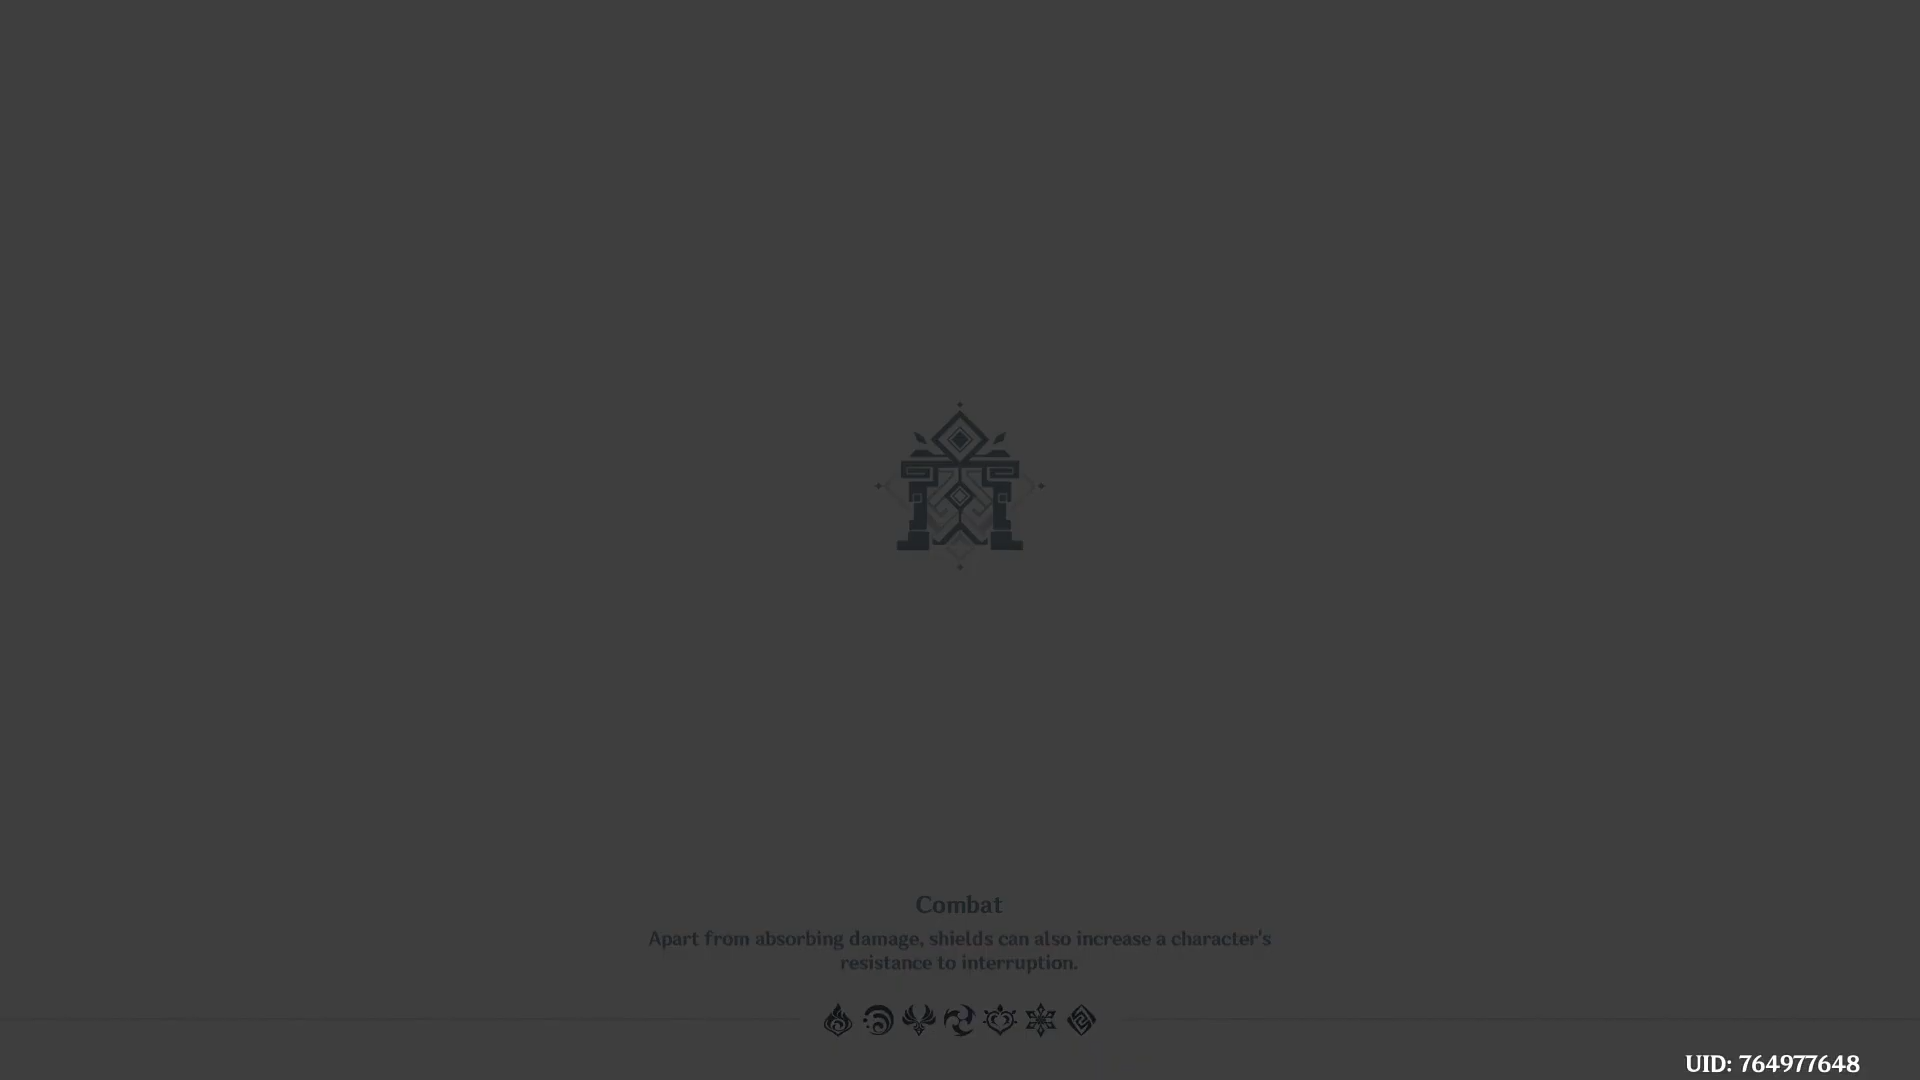 Combat
Apart from absorbing damage, shields can also increase a character's
resistance to interruption.
UID: 764977648